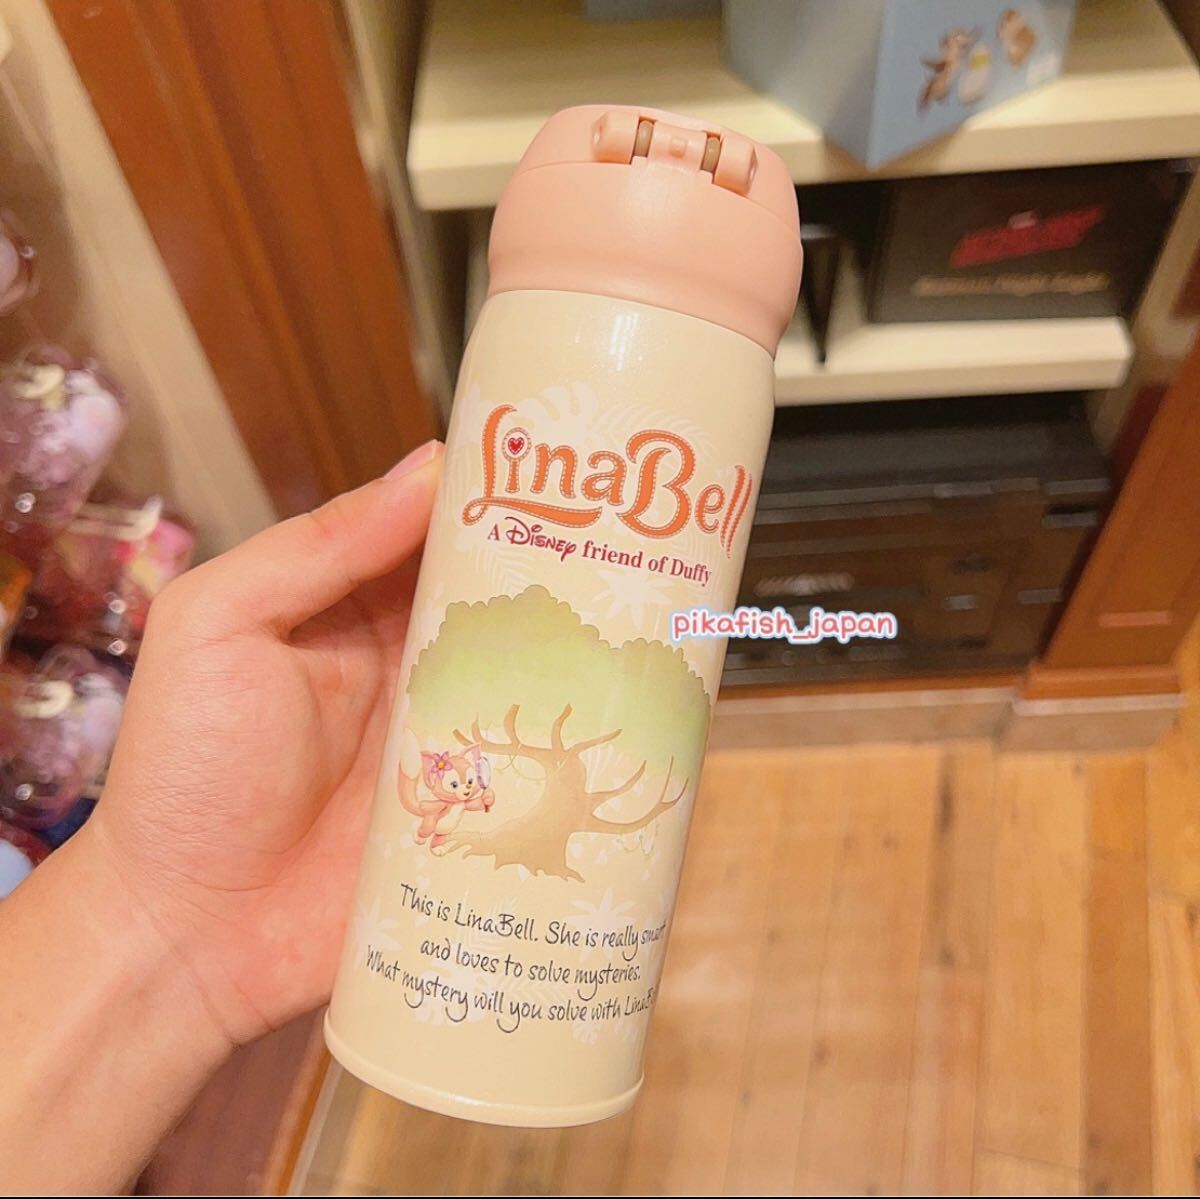 LinaBell
A Disney friend of Duffy
pikafish_japan
This is LinaBell. She is really smart
and loves to solve mysteries.
What mystery will you solve with